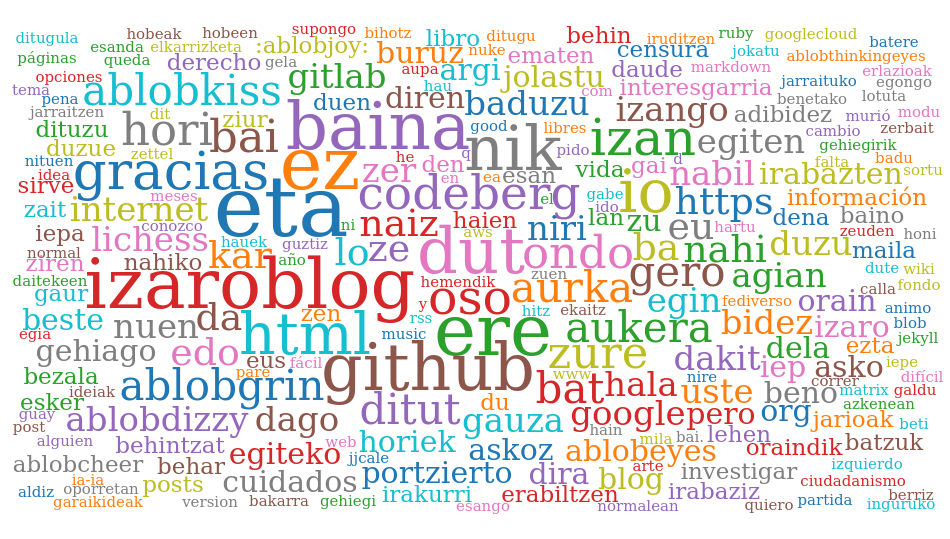 ditugula hobeak hobeen supongo bihotz libro ditugu behin iruditzen ruby googlecloud batere
páginas esanda elkarrizketa :ablobjoy: buruz nuke ementen censura jokatu ablobthinkingeyes
queda derecho gela gitlab aupa argi jolastu daude markdown erlazioak
opciones ablobkiss hau com interesgarria jarraituko egongo
tema pena duen diren baduzu izango benetako lotuta
jarraitzen dit ziur baina good libres adibidez murió modu
dituzu hori bai nik izan egiten cambio zerbait
duzue zettel ez q pido gehiegirik
nituen gracias he zer den vida gai d nabil falta badu
idea sirve en ea esan irabazten sortu
meses codeberg el gabe io https información
zait internet eta ido lan zu dena baino
conozco ni naiz haien niri eu hartu zeuden honi
iepa lichess hauek guztiz lo ze aws dut ondo ba nahi duzu maila
normal ziren nahiko kar año zuen gero dute wiki
daitekeen izaroblog hemendik oso aurka agian calla fondo
gaur y hitz ekaitz egin fediverso orain animo
beste nuen da zen rss ere aukera bidez izaro blob
egia html music jekyll
gehiago edo eus fácil github zure dakit dela ezta iepe
bezala pare www nire iep asko correr difícil
ideiak ablobgrin bat hala uste beno matrix galdu
esker ditut du azkenean
guay ablobdizzy dago gauza googlepero org jarioak beti
post hain
alguien behintzat web horiek mila bai. lehen oraindik batzuk
ablobcheer behar egiteko jjcale askoz ablobeyes arte izquierdo
ia-ia posts cuidados portzierto dira blog investigar ciudadanismo
aldiz oporretan irakurri erabiltzen irabaziz berriz
garaikideak version bakarra gehiegi esango normalean quiero partida inguruko